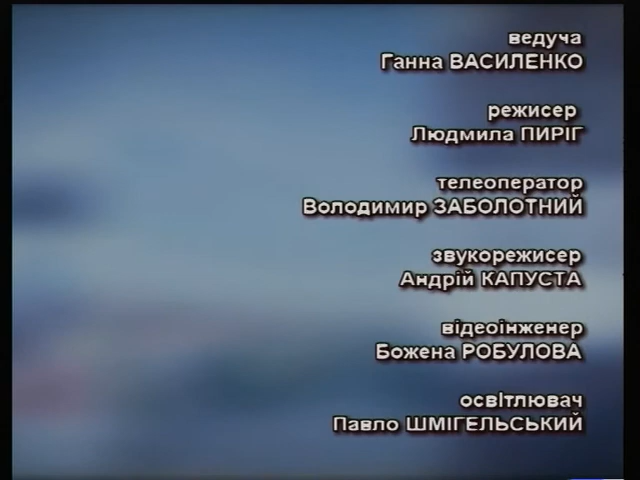 ведуча
Ганна ВАСИЛЕНКО
режисер
Людмила ПИРІГ
телеоператор
Володимир ЗАБОЛОТНИЙ
звукорежисер
Андрій КАПУСТА
відеоінженер
Божена РОБУЛОВА
освітлювач
Павло ШМІГЕЛЬСЬКИЙ